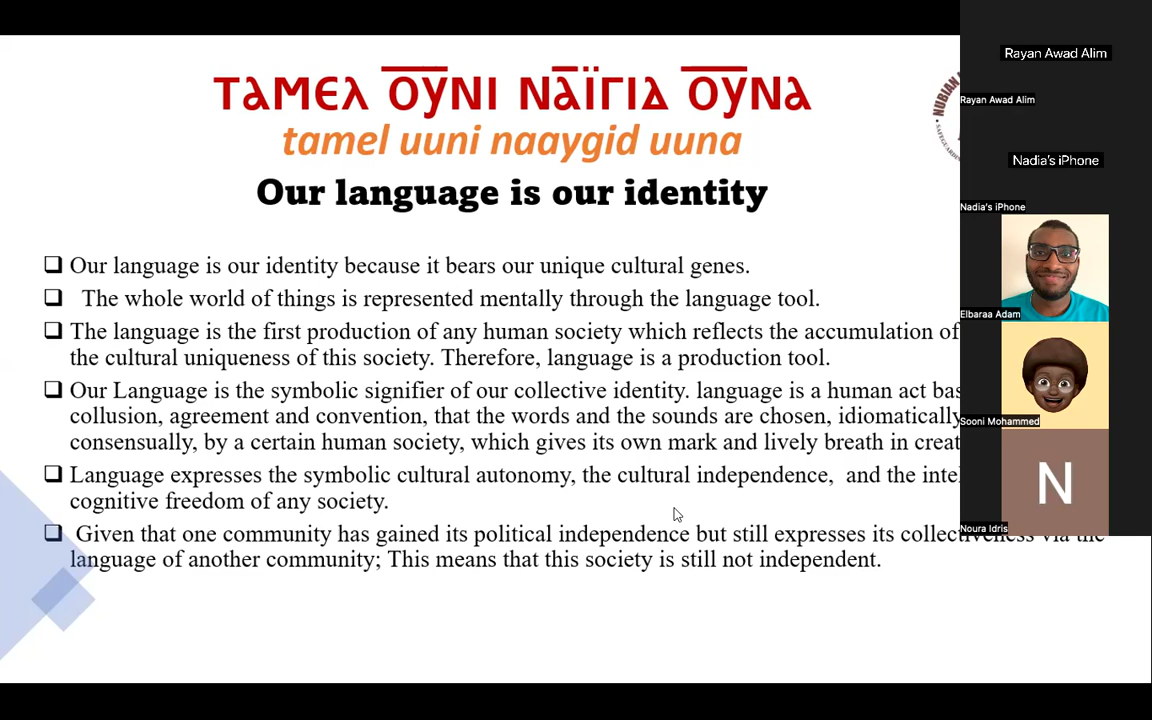 ⲧⲁⲙⲉⲗ ⲟ̅ⲩ̅ⲛⲓ ⲛⲁ̅ⲓ̈ⲅⲓⲇ ⲟ̅ⲩ̅ⲛⲁ
tamel uuni naaygid uuna
Our language is our identity
Our language is our identity because it bears our unique cultural genes.
The whole world of things is represented mentally through the language tool.
The language is the first production of any human society which reflects the accumulation of
the cultural uniqueness of this society. Therefore, language is a production tool.
Our Language is the symbolic signifier of our collective identity. language is a human act
collusion, agreement and convention, that the words and the sounds are chosen, idiomatically
consensually, by a certain human society, which gives its own mark and lively breath in
Language expresses the symbolic cultural autonomy, the cultural independence, and the
cognitive freedom of any society.
Given that one community has gained its political independence but still expresses its collectiveness via the
language of another community; This means that this society is still not independent.
NUBIAN
Rayan Awad Alim
Rayan Awad Alim
Nadia's iPhone
Nadia's iPhone
Elbaraa Adam
Sooni Mohammed
N
Noura Idris